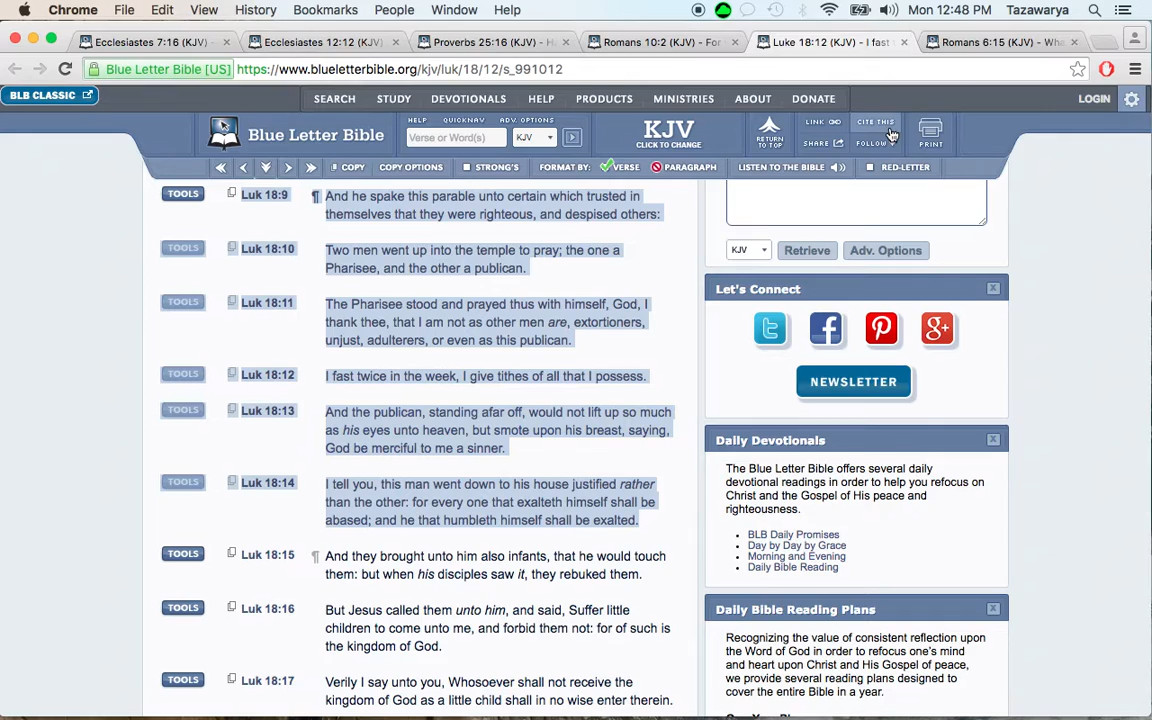 Chrome File Edit View History Bookmarks People Window Help Mon 12:48 PM Tazawarya
Ecclesiastes 7:16 (KJV) Ecclesiastes 12:12 (KJV) Proverbs 25:16 (KJV) - H Romans 10:2 (KJV) - For Luke 18:12 (KJV) - I fast Romans 6:15 (KJV) - Wha
Blue Letter Bible [US] https://www.blueletterbible.org/kjv/luk/18/12/s_991012
BLB CLASSIC SEARCH STUDY DEVOTIONALS HELP PRODUCTS MINISTRIES ABOUT DONATE LOGIN
HELP QUICKNAV ADV. OPTIONS
Blue Letter Bible Verse or Word(s) KJV
KJV
CLICK TO CHANGE
RETURN
TO TOP
LINK CITE THIS
SHARE FOLLOW
PRINT
COPY COPY OPTIONS STRONG'S FORMAT BY: VERSE PARAGRAPH LISTEN TO THE BIBLE RED-LETTER
TOOLS Luk 18:9 ¶ And he spake this parable unto certain which trusted in
themselves that they were righteous, and despised others:
TOOLS Luk 18:10 Two men went up into the temple to pray; the one a
Pharisee, and the other a publican.
TOOLS Luk 18:11 The Pharisee stood and prayed thus with himself, God, I
thank thee, that I am not as other men are, extortioners,
unjust, adulterers, or even as this publican.
TOOLS Luk 18:12 I fast twice in the week, I give tithes of all that I possess.
TOOLS Luk 18:13 And the publican, standing afar off, would not lift up so much
as his eyes unto heaven, but smote upon his breast, saying,
God be merciful to me a sinner.
TOOLS Luk 18:14 I tell you, this man went down to his house justified rather
than the other: for every one that exalteth himself shall be
abased; and he that humbleth himself shall be exalted.
TOOLS Luk 18:15 ¶ And they brought unto him also infants, that he would touch
them: but when his disciples saw it, they rebuked them.
TOOLS Luk 18:16 But Jesus called them unto him, and said, Suffer little
children to come unto me, and forbid them not: for of such is
the kingdom of God.
TOOLS Luk 18:17 Verily I say unto you, Whosoever shall not receive the
kingdom of God as a little child shall in no wise enter therein.
KJV Retrieve Adv. Options
Let's Connect
NEWSLETTER
Daily Devotionals
The Blue Letter Bible offers several daily
devotional readings in order to help you refocus on
Christ and the Gospel of His peace and
righteousness.
BLB Daily Promises
Day by Day by Grace
Morning and Evening
Daily Bible Reading
Daily Bible Reading Plans
Recognizing the value of consistent reflection upon
the Word of God in order to refocus one's mind
and heart upon Christ and His Gospel of peace,
we provide several reading plans designed to
cover the entire Bible in a year.